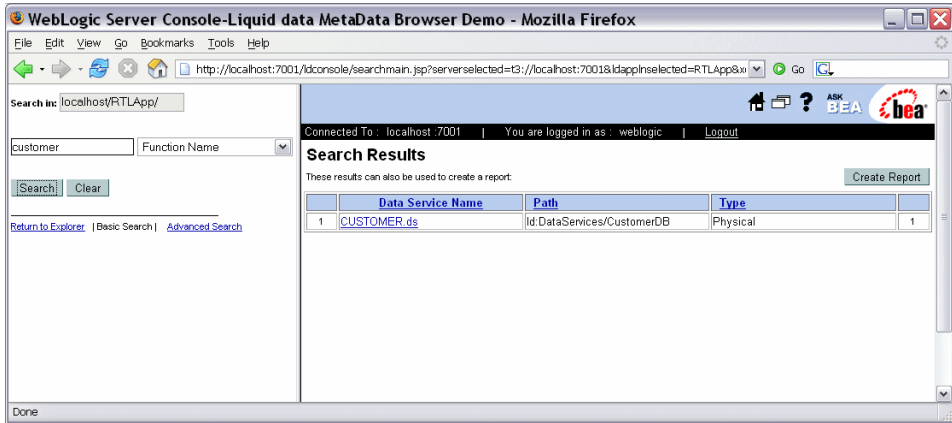 WebLogic Server Console-Liquid data MetaData Browser Demo - Mozilla Firefox
File Edit View Go Bookmarks Tools Help
http://localhost:7001/ldconsole/searchmain.jsp?serverselected=t3://localhost:7001&ldapplnselected=RTLApp&x Go G
Search in: localhost/RTLApp/
ASK BEA
bea
Connected To : localhost :7001 | You are logged in as : weblogic | Logout
customer Function Name
Search Results
These results can also be used to create a report:
Create Report
Search Clear
Data Service Name Path Type
1 CUSTOMER.ds ld:DataServices/CustomerDB Physical 1
Return to Explorer | Basic Search | Advanced Search
Done